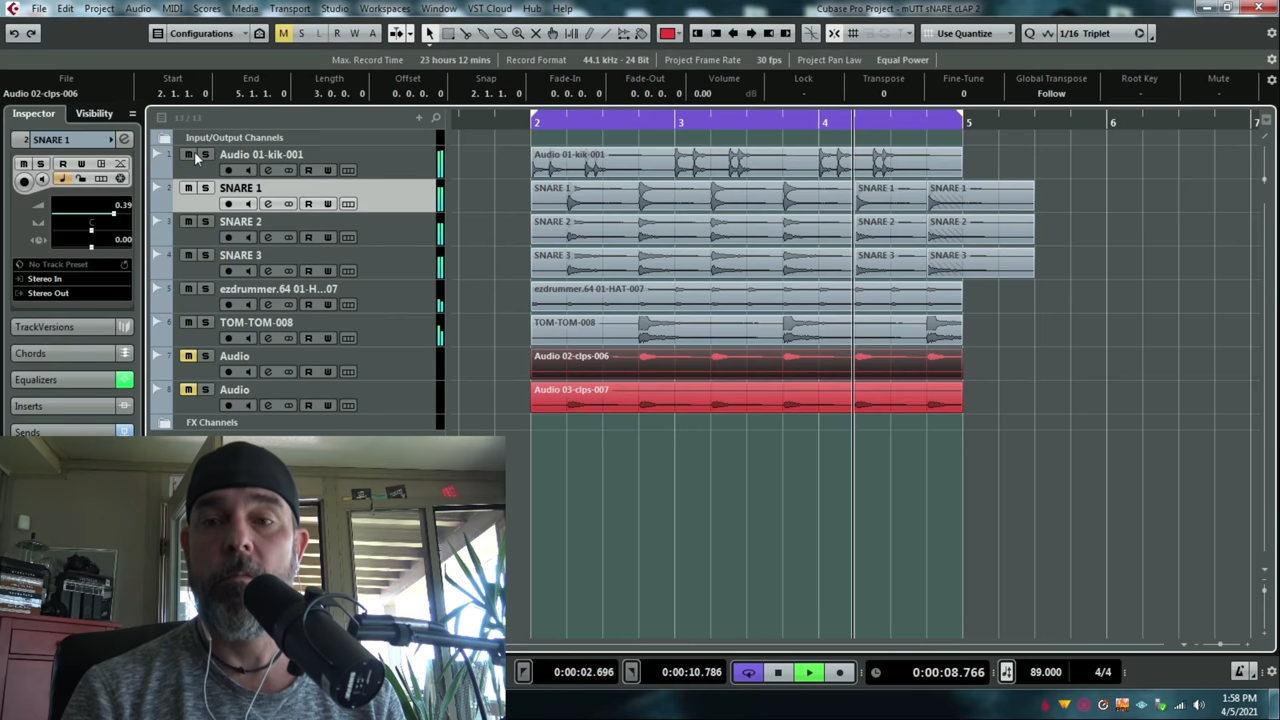 File Edit Project Audio MIDI Scores Media Transport Studio Workspaces Window VST Cloud Hub Help
Cubase Pro Project - mUTT sNARE cLAP 2
Configurations
M S L R W A
Use Quantize
Q 1/16 Triplet
Max. Record Time 23 hours 12 mins Record Format 44.1 kHz - 24 Bit Project Frame Rate 30 fps Project Pan Law Equal Power
File Start End Length Offset Snap Fade-In Fade-Out Volume Lock Transpose Fine-Tune Global Transpose Root Key Mute
Audio 02-clps-006 2. 1. 1. 0 5. 1. 1. 0 3. 0. 0. 0 0. 0. 0. 0 2. 1. 1. 0 0. 0. 0. 0 0. 0. 0. 0 0.00 dB - 0 0 Follow - -
Inspector Visibility
13 / 13
2 3 4 5 6 7
Input/Output Channels
2 SNARE 1
M S R W
0.39
C
0.00
No Track Preset
Stereo In
Stereo Out
TrackVersions
Chords
Equalizers
Inserts
Sends
1 M S Audio 01-kik-001
R W
Audio 01-kik-001
2 M S SNARE 1
R W
SNARE 1 SNARE 1 SNARE 1
3 M S SNARE 2
R W
SNARE 2 SNARE 2 SNARE 2
4 M S SNARE 3
R W
SNARE 3 SNARE 3 SNARE 3
5 M S ezdrummer.64 01-H...07
R W
ezdrummer.64 01-HAT-007
6 M S TOM-TOM-008
R W
TOM-TOM-008
7 M S Audio
R W
Audio 02-clps-006
8 M S Audio
R W
Audio 03-clps-007
FX Channels
0:00:02.696 0:00:10.786 0:00:08.766 89.000 4/4
1:58 PM
4/5/2021